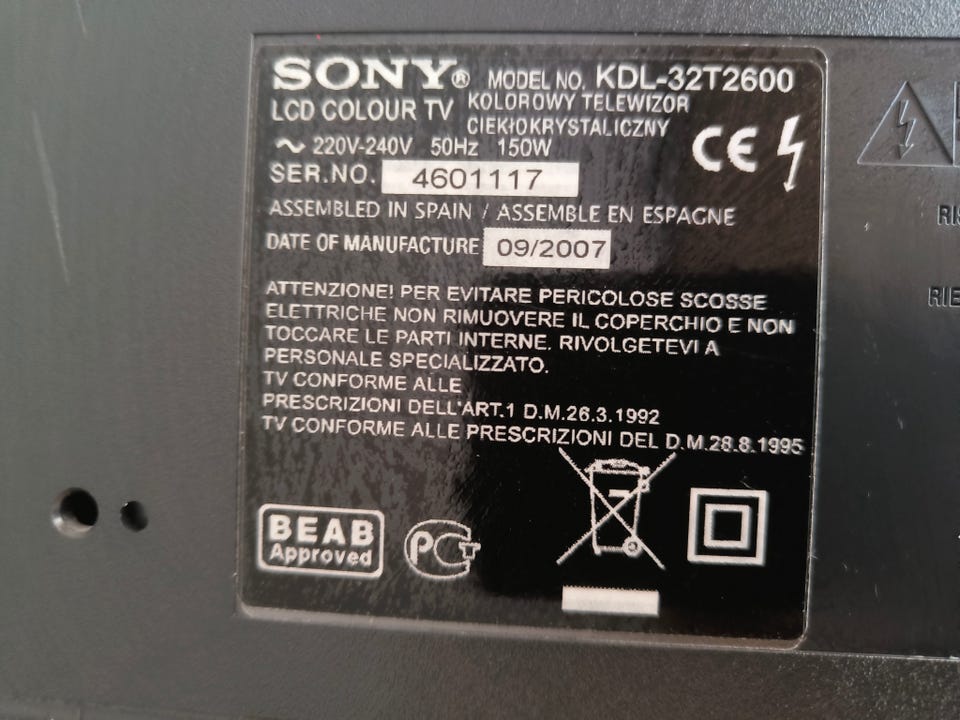 SONY® MODEL NO. KDL-32T2600
LCD COLOUR TV KOLOROWY TELEWIZOR
CIEKŁOKRYSTALICZNY
~ 220V-240V 50Hz 150W
CE
SER.NO. 4601117
ASSEMBLED IN SPAIN / ASSEMBLE EN ESPAGNE
DATE OF MANUFACTURE 09/2007
ATTENZIONE! PER EVITARE PERICOLOSE SCOSSE
ELETTRICHE NON RIMUOVERE IL COPERCHIO E NON
TOCCARE LE PARTI INTERNE. RIVOLGETEVI A
PERSONALE SPECIALIZZATO.
TV CONFORME ALLE
PRESCRIZIONI DELL'ART.1 D.M.26.3.1992
TV CONFORME ALLE PRESCRIZIONI DEL D.M.28.8.1995
BEAB
Approved
PCT